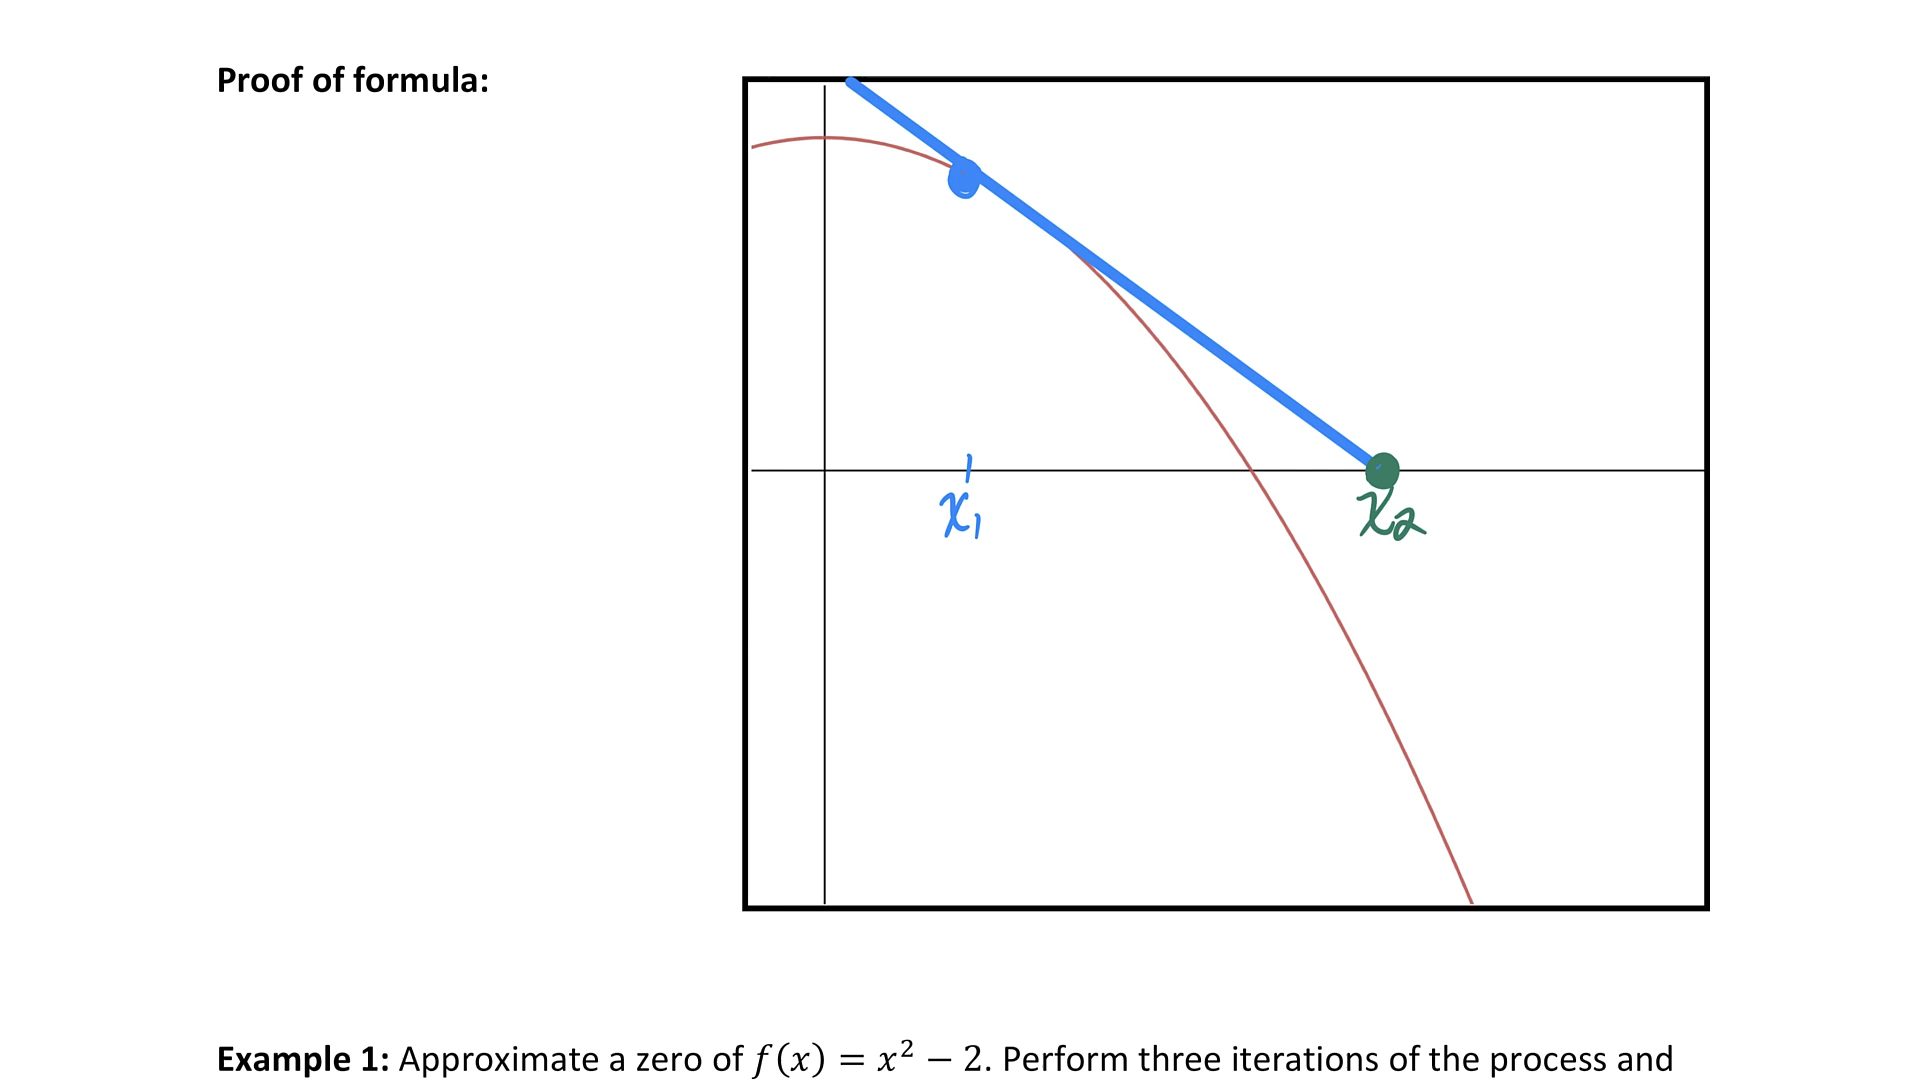 Proof of formula:
x₁
x₂
Example 1: Approximate a zero of f(x) = x² − 2. Perform three iterations of the process and